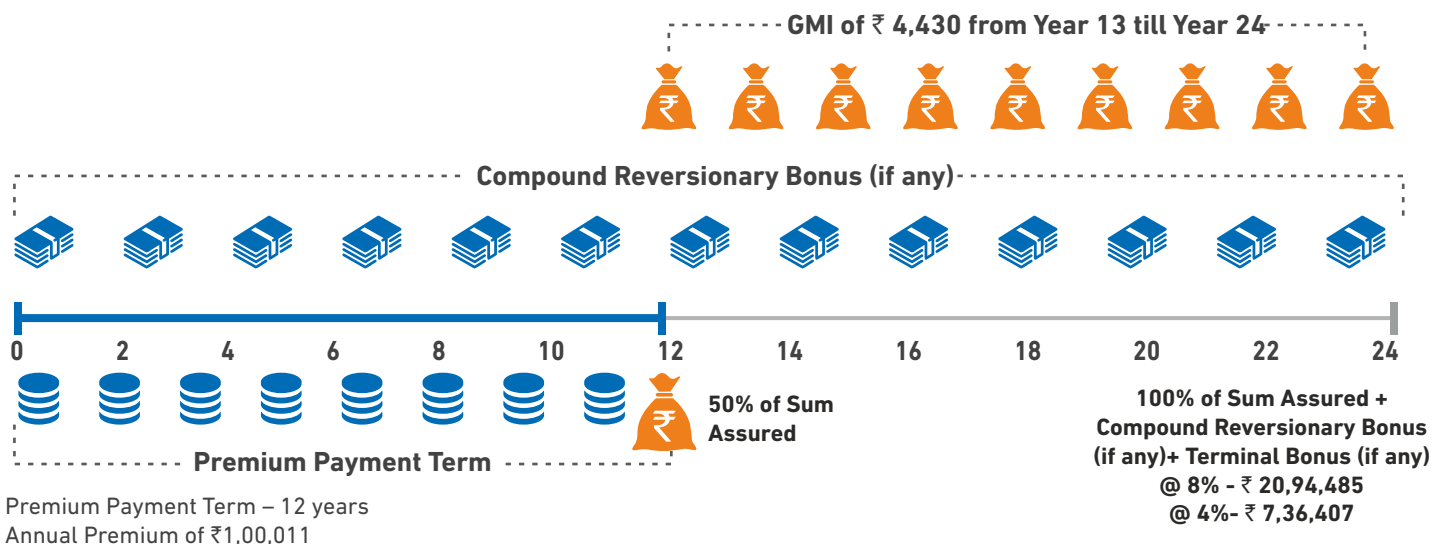 GMI of ₹ 4,430 from Year 13 till Year 24
₹ ₹ ₹ ₹ ₹ ₹ ₹ ₹ ₹
Compound Reversionary Bonus (if any)
0 2 4 6 8 10 12 14 16 18 20 22 24
₹
50% of Sum
Assured
100% of Sum Assured +
Compound Reversionary Bonus
(if any)+ Terminal Bonus (if any)
@ 8% - ₹ 20,94,485
@ 4%- ₹ 7,36,407
Premium Payment Term
Premium Payment Term – 12 years
Annual Premium of ₹1,00,011